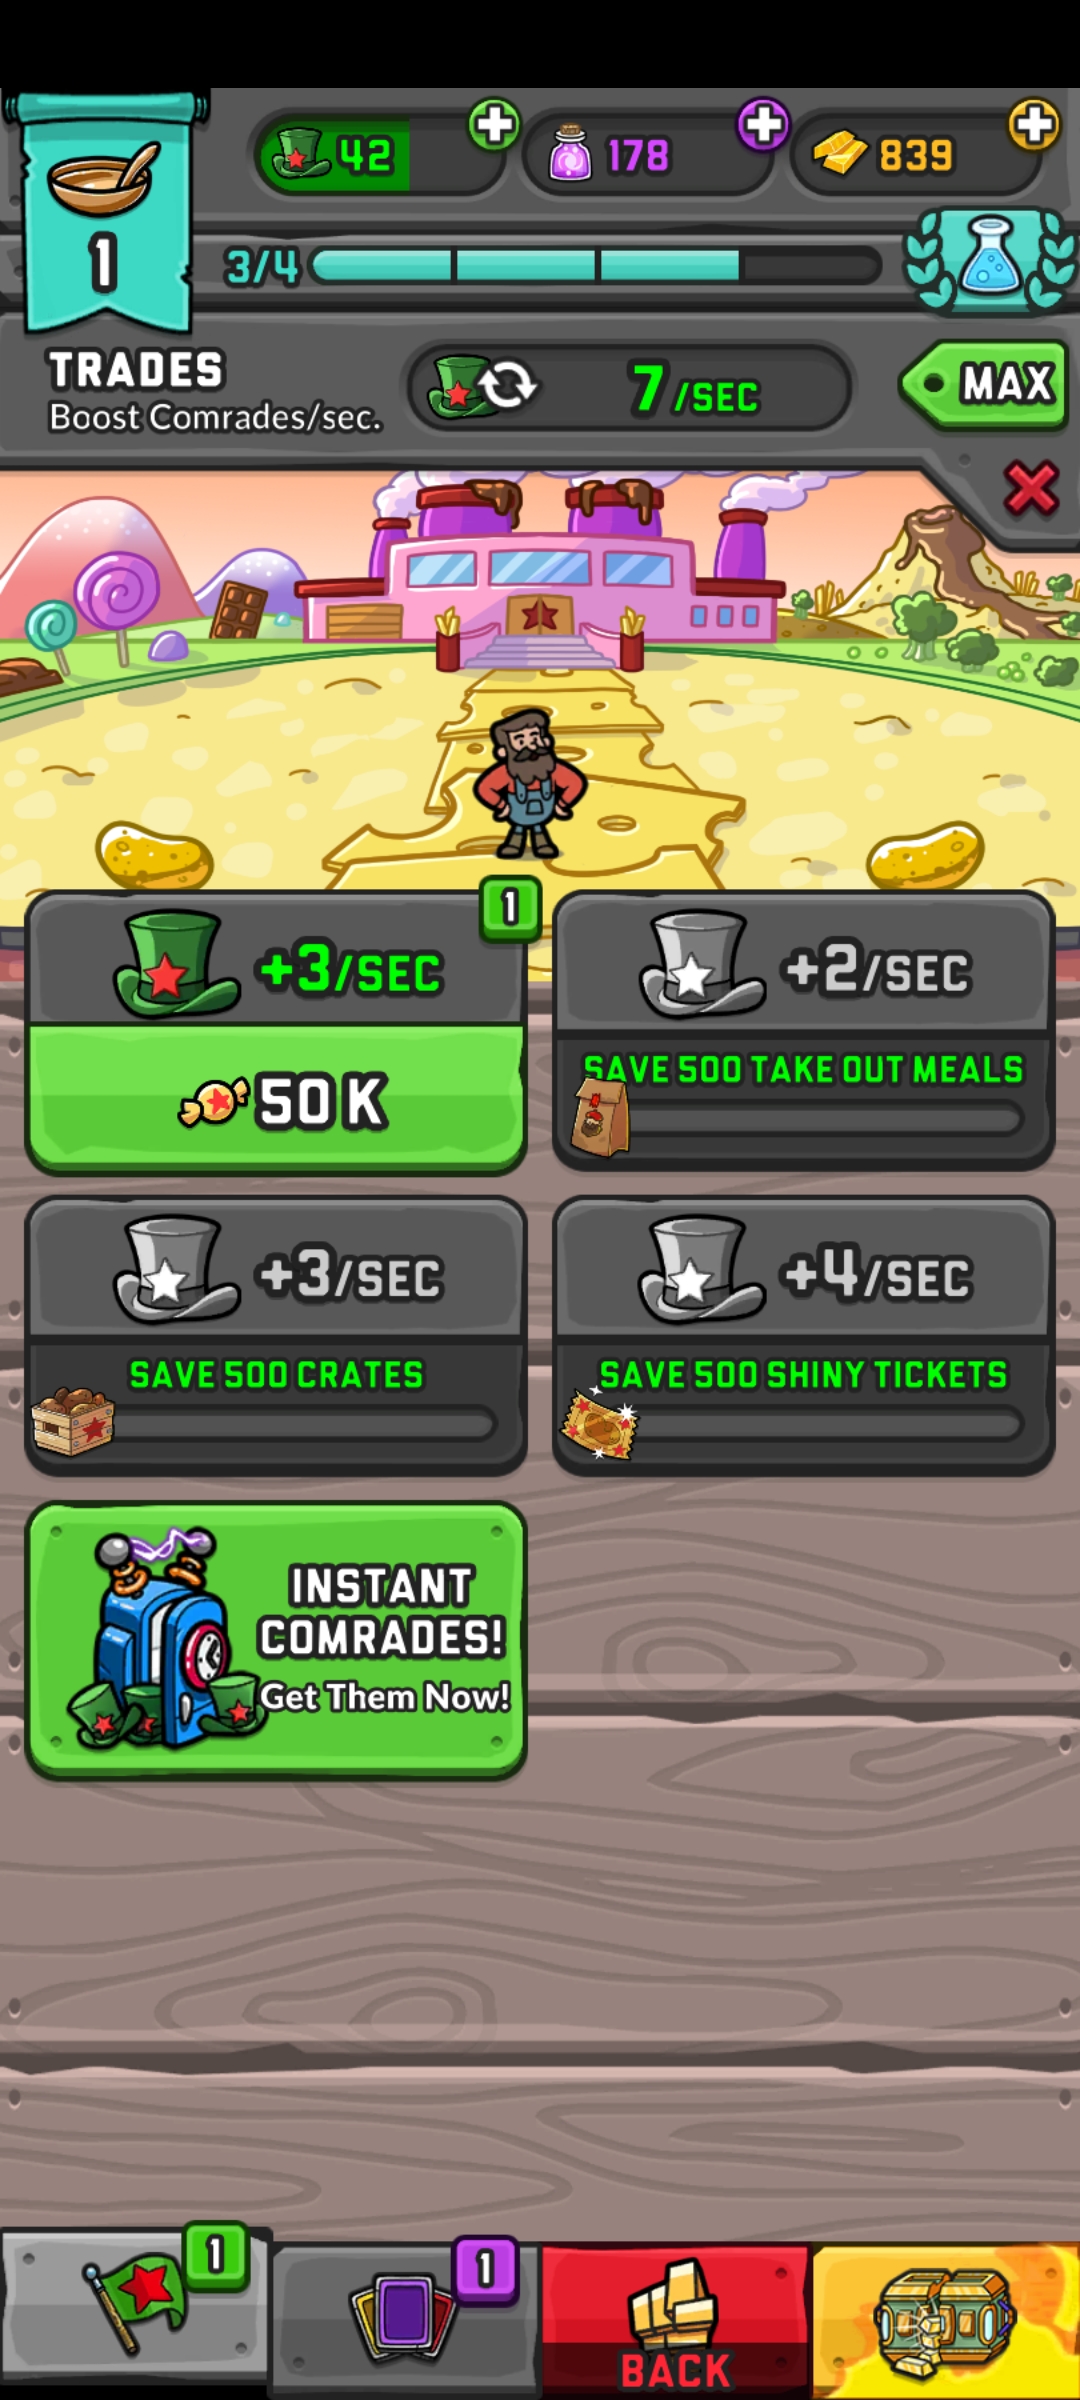 42
178
839
1
3/4
TRADES
Boost Comrades/sec.
7/SEC
MAX
1
+3/SEC
50 K
+2/SEC
SAVE 500 TAKE OUT MEALS
+3/SEC
SAVE 500 CRATES
+4/SEC
SAVE 500 SHINY TICKETS
INSTANT
COMRADES!
Get Them Now!
1
1
BACK